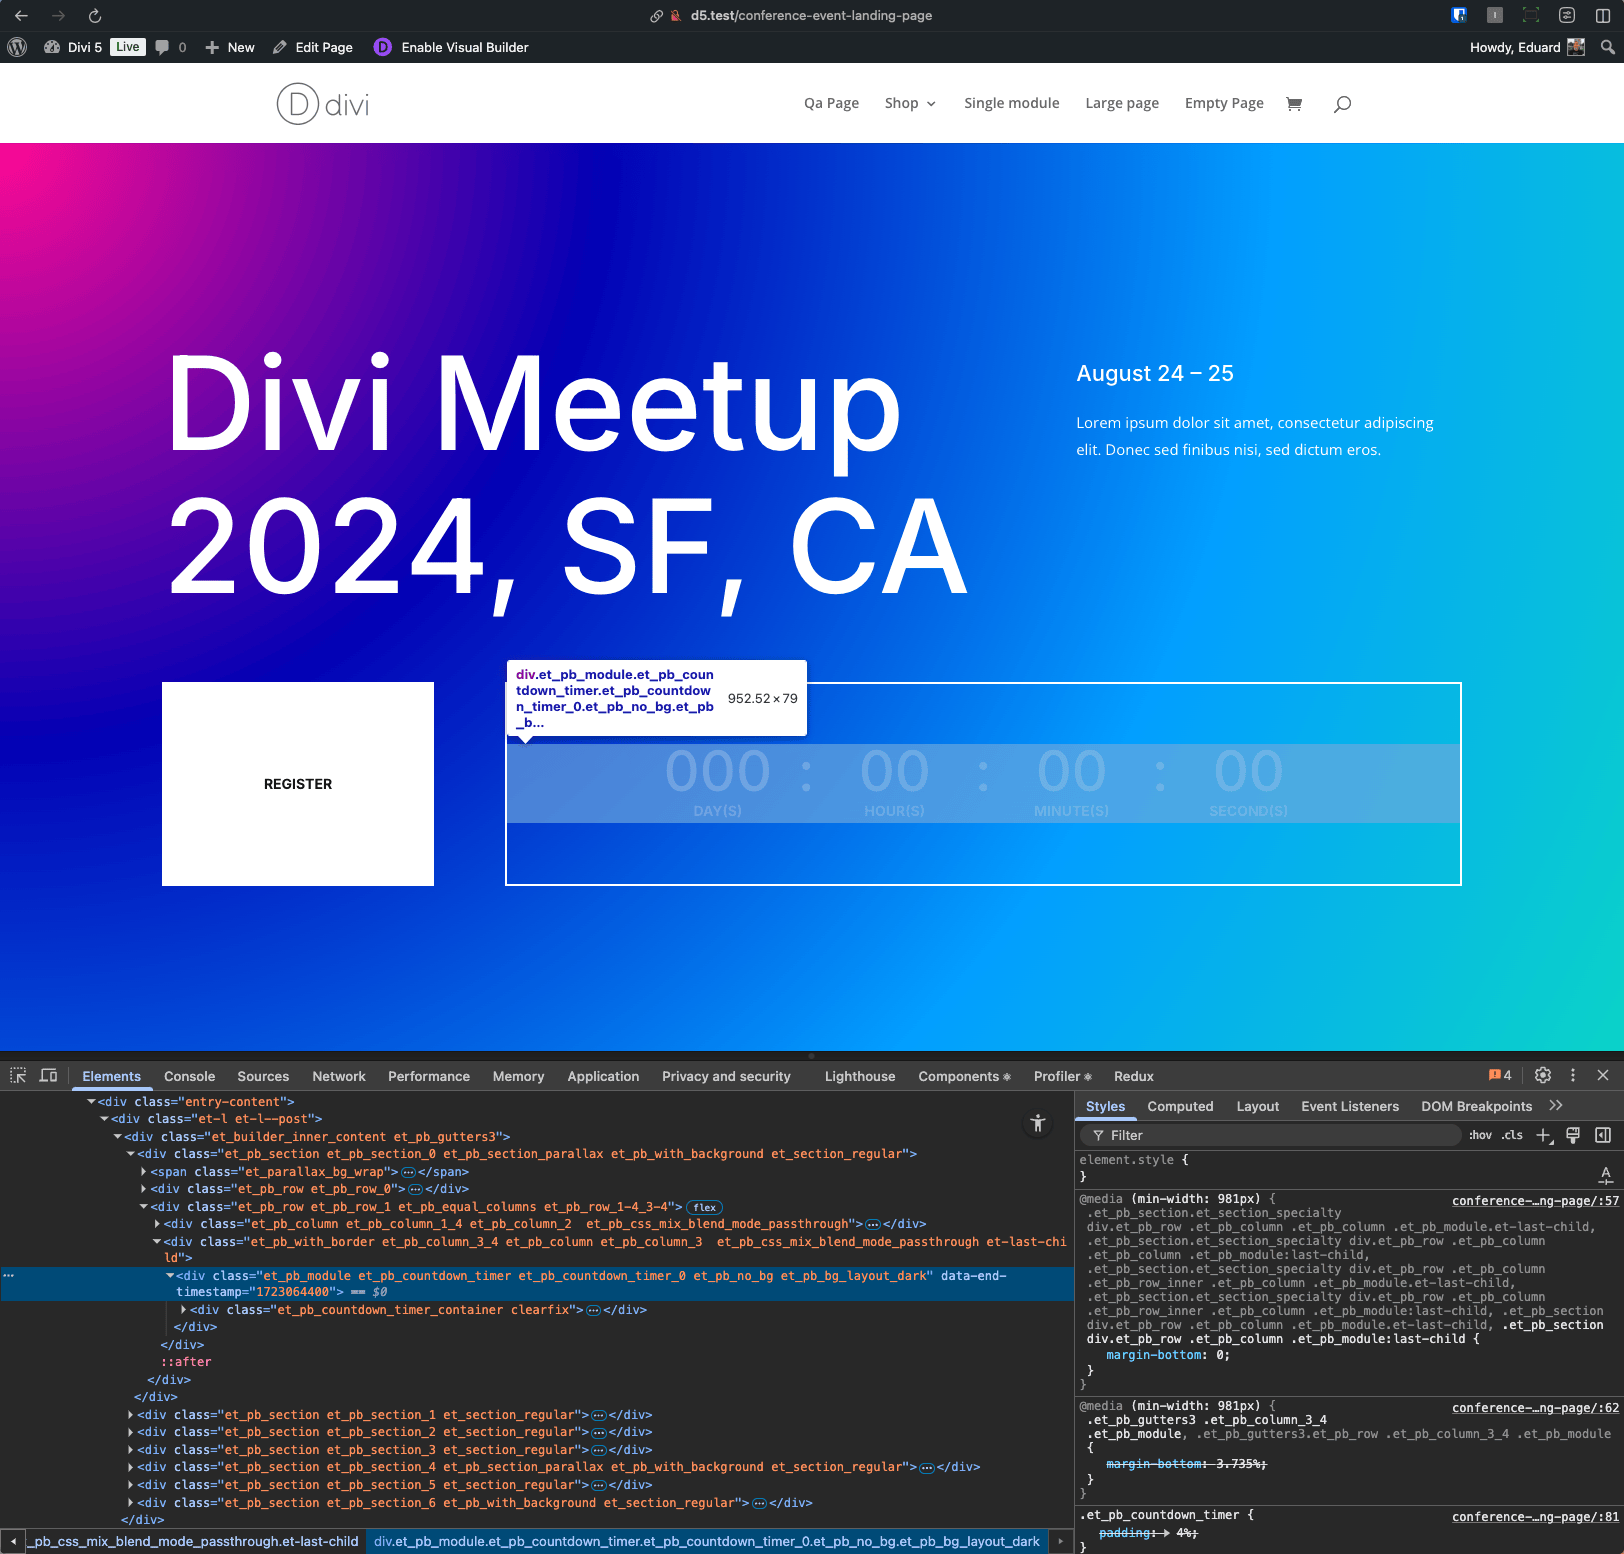 d5.test/conference-event-landing-page
Divi 5 Live 0 New Edit Page D Enable Visual Builder Howdy, Eduard
D divi
Qa Page Shop Single module Large page Empty Page
Divi Meetup
2024, SF, CA
August 24 – 25
Lorem ipsum dolor sit amet, consectetur adipiscing
elit. Donec sed finibus nisi, sed dictum eros.
REGISTER
div.et_pb_module.et_pb_coun
tdown_timer.et_pb_countdow
n_timer_0.et_pb_no_bg.et_pb
_b...
952.52 × 79
000 : 00 : 00 : 00
DAY(S) HOUR(S) MINUTE(S) SECOND(S)
Elements Console Sources Network Performance Memory Application Privacy and security Lighthouse Components Profiler Redux 4
<div class="entry-content">
<div class="et-l et-l--post">
<div class="et_builder_inner_content et_pb_gutters3">
<div class="et_pb_section et_pb_section_0 et_pb_section_parallax et_pb_with_background et_section_regular">
<span class="et_parallax_bg_wrap">…</span>
<div class="et_pb_row et_pb_row_0">…</div>
<div class="et_pb_row et_pb_row_1 et_pb_equal_columns et_pb_row_1-4_3-4"> flex
<div class="et_pb_column et_pb_column_1_4 et_pb_column_2  et_pb_css_mix_blend_mode_passthrough">…</div>
<div class="et_pb_with_border et_pb_column_3_4 et_pb_column et_pb_column_3  et_pb_css_mix_blend_mode_passthrough et-last-chi
ld">
<div class="et_pb_module et_pb_countdown_timer et_pb_countdown_timer_0 et_pb_no_bg et_pb_bg_layout_dark" data-end-
timestamp="1723064400"> == $0
<div class="et_pb_countdown_timer_container clearfix">…</div>
</div>
</div>
::after
</div>
</div>
<div class="et_pb_section et_pb_section_1 et_section_regular">…</div>
<div class="et_pb_section et_pb_section_2 et_section_regular">…</div>
<div class="et_pb_section et_pb_section_3 et_section_regular">…</div>
<div class="et_pb_section et_pb_section_4 et_pb_section_parallax et_pb_with_background et_section_regular">…</div>
<div class="et_pb_section et_pb_section_5 et_section_regular">…</div>
<div class="et_pb_section et_pb_section_6 et_pb_with_background et_section_regular">…</div>
</div>
_pb_css_mix_blend_mode_passthrough.et-last-child div.et_pb_module.et_pb_countdown_timer.et_pb_countdown_timer_0.et_pb_no_bg.et_pb_bg_layout_dark
Styles Computed Layout Event Listeners DOM Breakpoints
Filter :hov .cls
element.style {
}
@media (min-width: 981px) { conference-…ng-page/:57
.et_pb_section.et_section_specialty
div.et_pb_row .et_pb_column .et_pb_column .et_pb_module.et-last-child,
.et_pb_section.et_section_specialty div.et_pb_row .et_pb_column
.et_pb_column .et_pb_module:last-child,
.et_pb_section.et_section_specialty div.et_pb_row .et_pb_column
.et_pb_row_inner .et_pb_column .et_pb_module.et-last-child,
.et_pb_section.et_section_specialty div.et_pb_row .et_pb_column
.et_pb_row_inner .et_pb_column .et_pb_module:last-child, .et_pb_section
div.et_pb_row .et_pb_column .et_pb_module.et-last-child, .et_pb_section
div.et_pb_row .et_pb_column .et_pb_module:last-child {
margin-bottom: 0;
}
}
@media (min-width: 981px) { conference-…ng-page/:62
.et_pb_gutters3 .et_pb_column_3_4
.et_pb_module, .et_pb_gutters3.et_pb_row .et_pb_column_3_4 .et_pb_module
{
margin-bottom: 3.735%;
}
}
.et_pb_countdown_timer { conference-…ng-page/:81
padding: 4%;
}